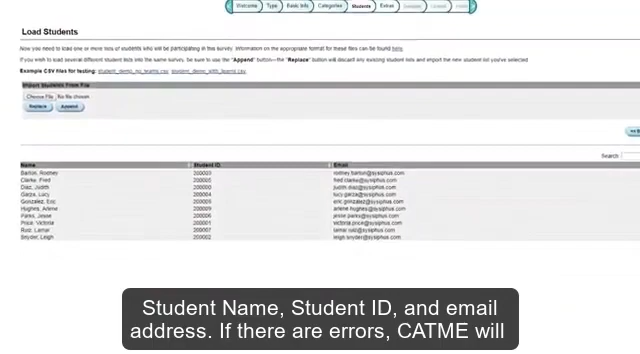 Welcome Type Basic Info Categories Students Extras
Load Students
Now you need to load one or more lists of students who will be participating in this survey. Information on the appropriate format for these files can be found here.
If you wish to load several different student lists into the same survey, be sure to use the "Append" button—the "Replace" button will discard any existing student lists and import the new student list you've selected
Example CSV files for testing: student_demo_no_teams.csv student_demo_with_teams.csv
Import Students From File
Choose File No file chosen
Replace Append
Search:
Name Student ID Email
Barton, Rodney rodney.barton@sysiphus.com
Clarke, Fred fred.clarke@sysiphus.com
Diaz, Judith judith.diaz@sysiphus.com
Garza, Lucy lucy.garza@sysiphus.com
Gonzalez, Eric eric.gonzalez@sysiphus.com
Hughes, Arlene arlene.hughes@sysiphus.com
Parks, Jesse jesse.parks@sysiphus.com
Price, Victoria victoria.price@sysiphus.com
Ruiz, Lamar 200007 lamar.ruiz@sysiphus.com
Snyder, Leigh 200002 leigh.snyder@sysiphus.com
Student Name, Student ID, and email
address. If there are errors, CATME will